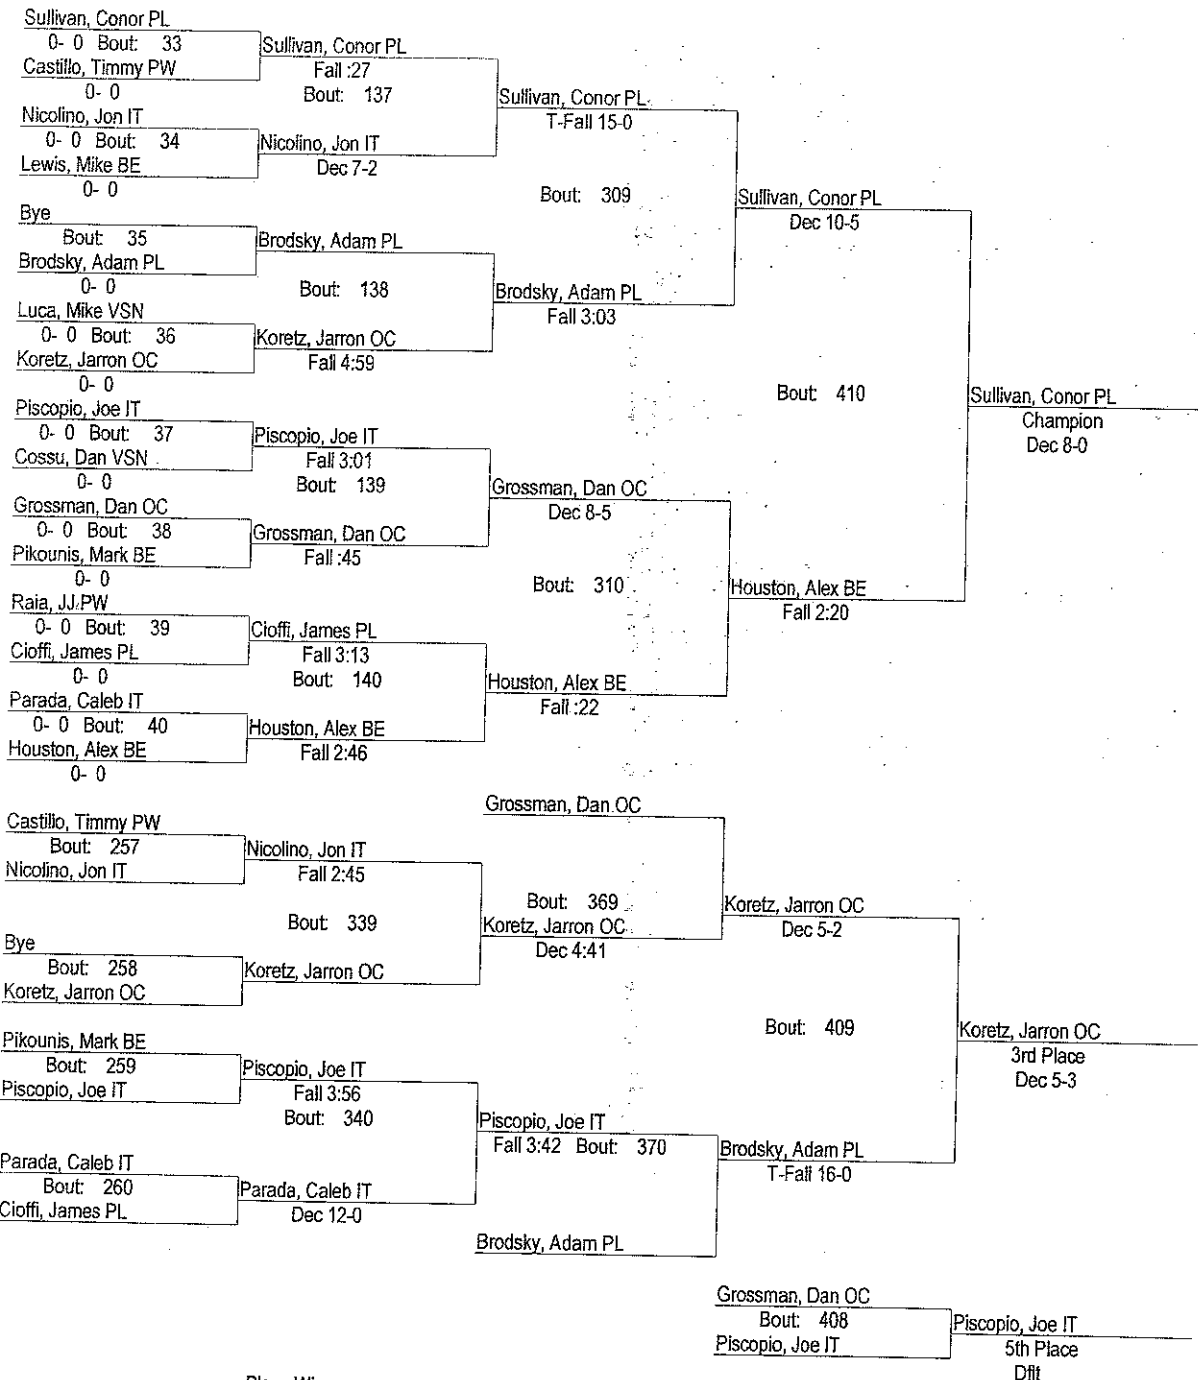 Sullivan, Conor PL
0- 0 Bout: 33
Sullivan, Conor PL
Castillo, Timmy PW
Fall :27
0- 0
Bout: 137
Sullivan, Conor PL
Nicolino, Jon IT
T-Fall 15-0
0- 0 Bout: 34
Nicolino, Jon IT
Lewis, Mike BE
Dec 7-2
0- 0
Bout: 309
Sullivan, Conor PL
Bye
Dec 10-5
Bout: 35
Brodsky, Adam PL
Brodsky, Adam PL
0- 0
Bout: 138
Brodsky, Adam PL
Luca, Mike VSN
Fall 3:03
0- 0 Bout: 36
Koretz, Jarron OC
Koretz, Jarron OC
Fall 4:59
0- 0
Bout: 410
Sullivan, Conor PL
Piscopio, Joe IT
Champion
0- 0 Bout: 37
Piscopio, Joe IT
Dec 8-0
Cossu, Dan VSN
Fall 3:01
0- 0
Bout: 139
Grossman, Dan OC
Grossman, Dan OC
Dec 8-5
0- 0 Bout: 38
Grossman, Dan OC
Pikounis, Mark BE
Fall :45
0- 0
Bout: 310
Houston, Alex BE
Raia, JJ PW
Fall 2:20
0- 0 Bout: 39
Cioffi, James PL
Cioffi, James PL
Fall 3:13
0- 0
Bout: 140
Houston, Alex BE
Parada, Caleb IT
Fall :22
0- 0 Bout: 40
Houston, Alex BE
Houston, Alex BE
Fall 2:46
0- 0
Grossman, Dan OC
Castillo, Timmy PW
Bout: 257
Nicolino, Jon IT
Nicolino, Jon IT
Fall 2:45
Bout: 369
Koretz, Jarron OC
Bout: 339
Koretz, Jarron OC
Dec 5-2
Bye
Dec 4:41
Bout: 258
Koretz, Jarron OC
Koretz, Jarron OC
Bout: 409
Koretz, Jarron OC
Pikounis, Mark BE
3rd Place
Bout: 259
Piscopio, Joe IT
Dec 5-3
Piscopio, Joe IT
Fall 3:56
Bout: 340
Piscopio, Joe IT
Fall 3:42 Bout: 370
Brodsky, Adam PL
Parada, Caleb IT
T-Fall 16-0
Bout: 260
Parada, Caleb IT
Cioffi, James PL
Dec 12-0
Brodsky, Adam PL
Grossman, Dan OC
Bout: 408
Piscopio, Joe IT
Piscopio, Joe IT
5th Place
Dflt